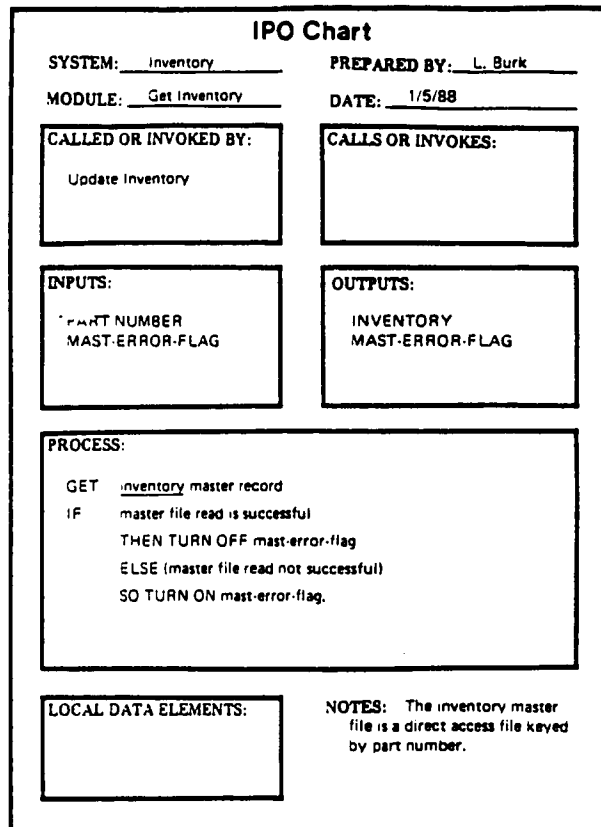 IPO Chart
SYSTEM: Inventory PREPARED BY: L. Burk
MODULE: Get Inventory DATE: 1/5/88
CALLED OR INVOKED BY:
Update Inventory
CALLS OR INVOKES:
INPUTS:
PART NUMBER
MAST-ERROR-FLAG
OUTPUTS:
INVENTORY
MAST-ERROR-FLAG
PROCESS:
GET inventory master record
IF master file read is successful
THEN TURN OFF mast-error-flag
ELSE (master file read not successful)
SO TURN ON mast-error-flag.
LOCAL DATA ELEMENTS:
NOTES: The inventory master
file is a direct access file keyed
by part number.